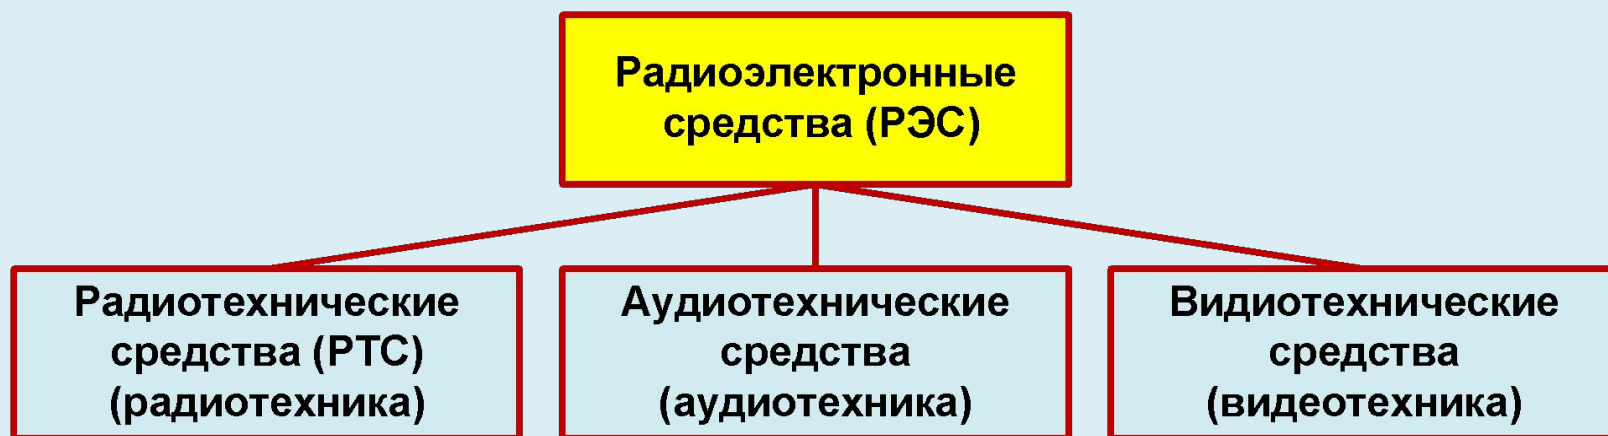 Радиоэлектронные
средства (РЭС)
Радиотехнические
средства (РТС)
(радиотехника)
Аудиотехнические
средства
(аудиотехника)
Видиотехнические
средства
(видеотехника)